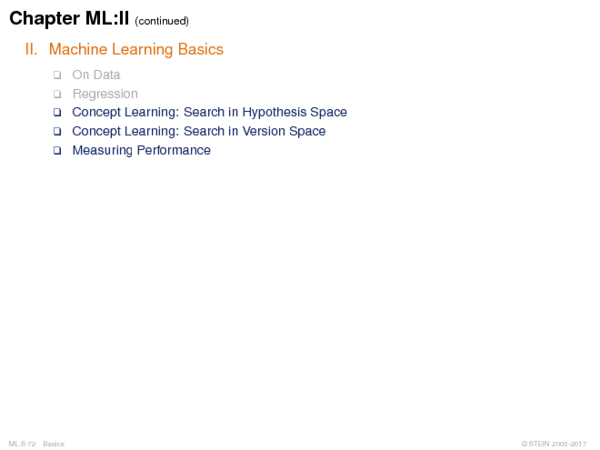 Chapter ML:II (continued)
II. Machine Learning Basics
❑ On Data
❑ Regression
❑ Concept Learning: Search in Hypothesis Space
❑ Concept Learning: Search in Version Space
❑ Measuring Performance
ML:II-72 Basics © STEIN 2005-2017